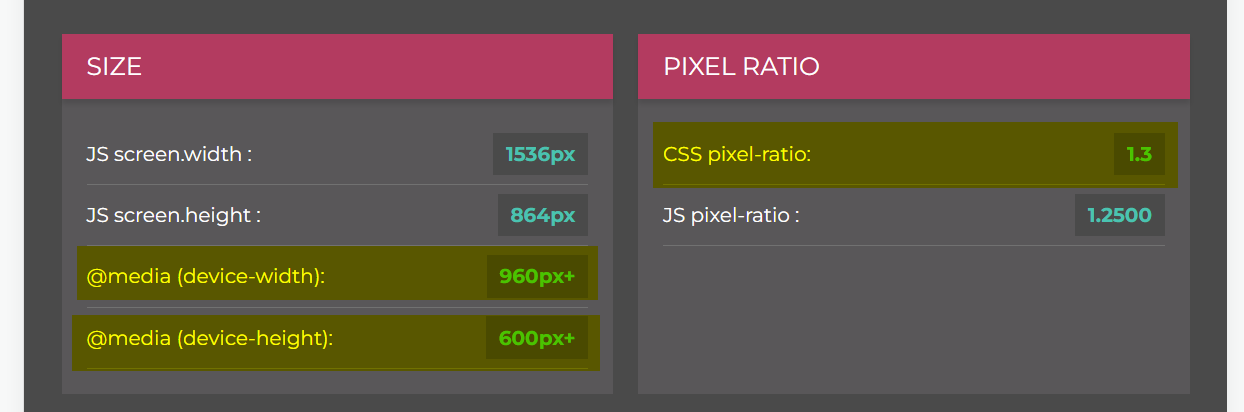 SIZE
JS screen.width : 1536px
JS screen.height : 864px
@media (device-width): 960px+
@media (device-height): 600px+
PIXEL RATIO
CSS pixel-ratio: 1.3
JS pixel-ratio : 1.2500